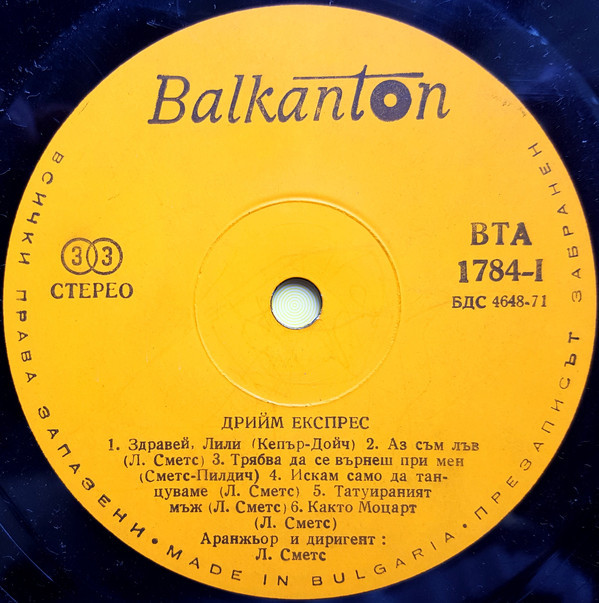 Balkanton
33
СТЕРЕО
ВТА
1784-I
БДС 4648-71
ДРИЙМ ЕКСПРЕС
1. Здравей, Лили (Кепър-Дойч) 2. Аз съм лъв
(Л. Сметс) 3. Трябва да се върнеш при мен
(Сметс-Пилдич) 4. Искам само да тан-
цуваме (Л. Сметс) 5. Татуираният
мъж (Л. Сметс) 6. Както Моцарт
(Л. Сметс)
Аранжьор и диригент:
Л. Сметс
ВСИЧКИ ПРАВА ЗАПАЗЕНИ • MADE IN BULGARIA • ПРЕЗАПИСЪТ ЗАБРАНЕН